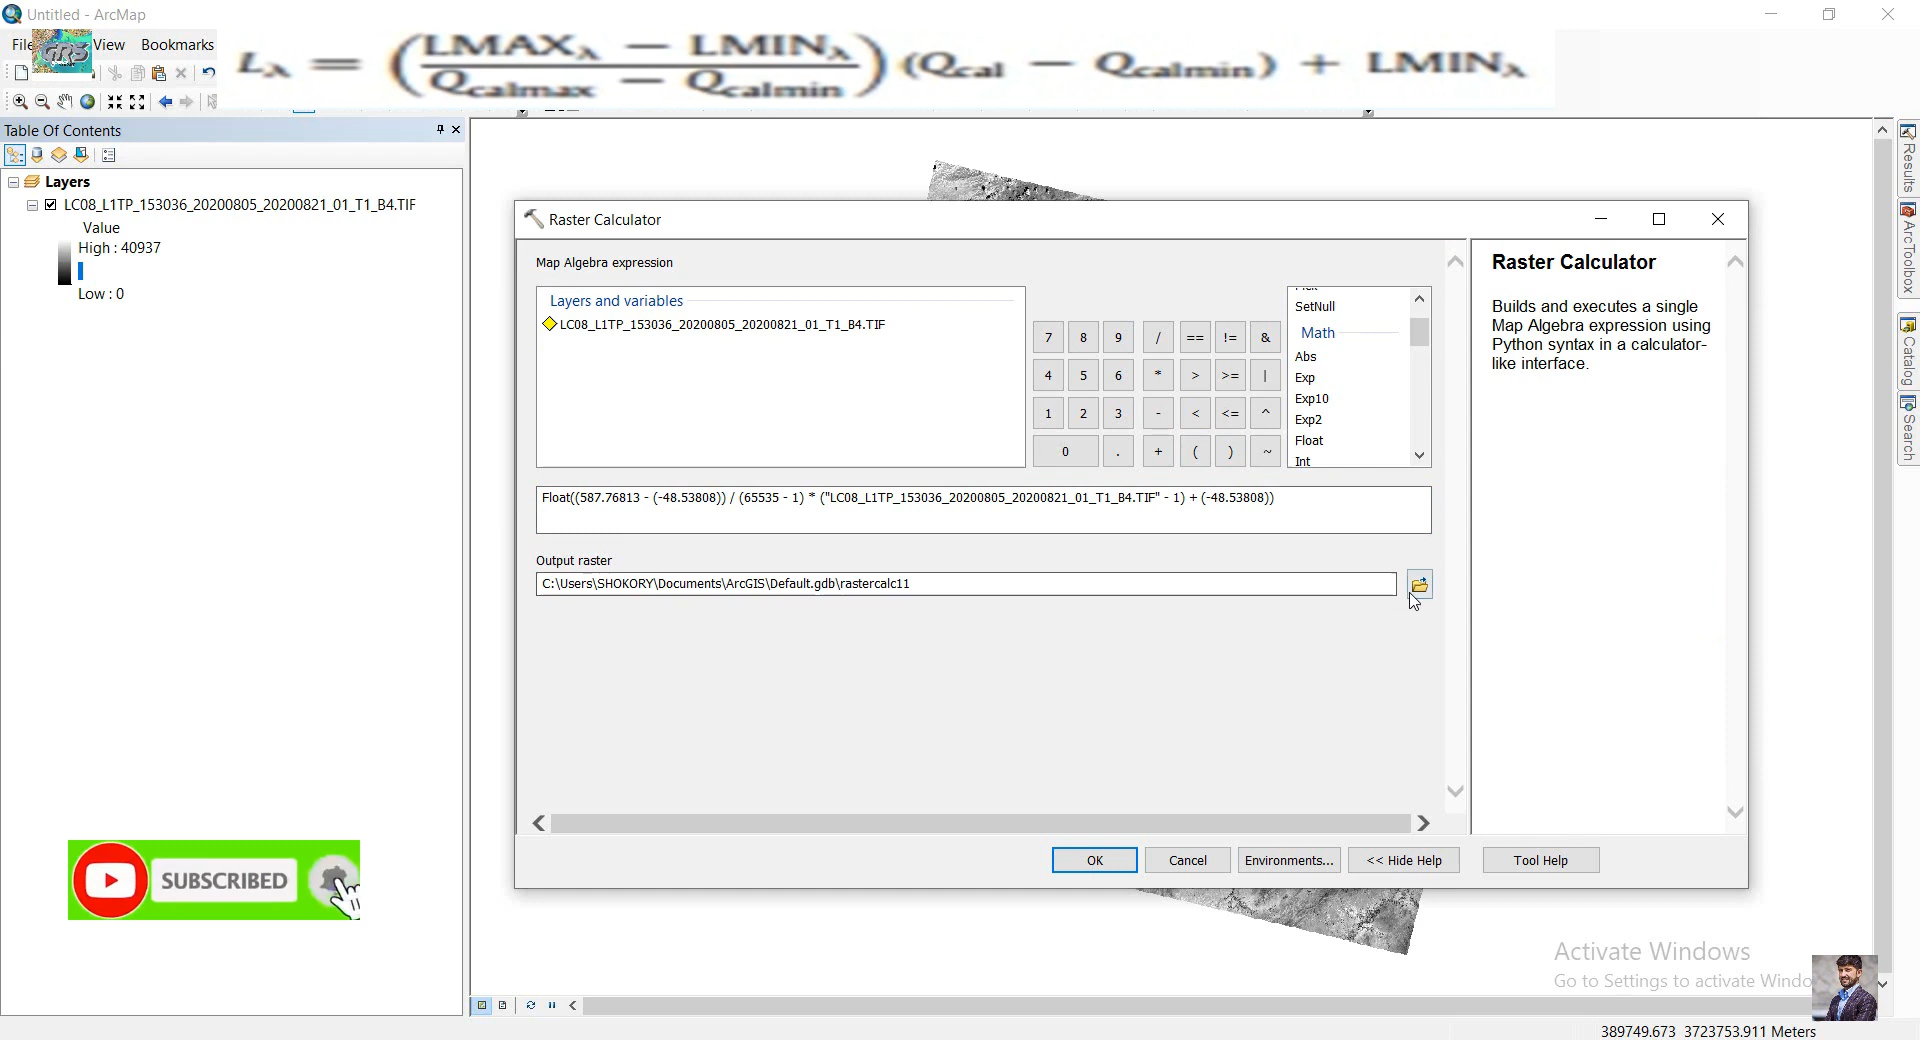 Untitled - ArcMap
File View Bookmarks
GRS
Lλ = (LMAXλ − LMINλ / Qcalmax − Qcalmin) (Qcal − Qcalmin) + LMINλ
Table Of Contents
Layers
LC08_L1TP_153036_20200805_20200821_01_T1_B4.TIF
Value
High : 40937
Low : 0
SUBSCRIBED
Raster Calculator
Map Algebra expression
Layers and variables
LC08_L1TP_153036_20200805_20200821_01_T1_B4.TIF
7 8 9 / == != &
4 5 6 * > >= |
1 2 3 - < <= ^
0 . + ( ) ~
SetNull
Math
Abs
Exp
Exp10
Exp2
Float
Int
Float((587.76813 - (-48.53808)) / (65535 - 1) * ("LC08_L1TP_153036_20200805_20200821_01_T1_B4.TIF" - 1) + (-48.53808))
Output raster
C:\Users\SHOKORY\Documents\ArcGIS\Default.gdb\rastercalc11
OK Cancel Environments... << Hide Help Tool Help
Raster Calculator
Builds and executes a single
Map Algebra expression using
Python syntax in a calculator-
like interface.
Results
ArcToolbox
Catalog
Search
Activate Windows
Go to Settings to activate Windo
389749.673 3723753.911 Meters